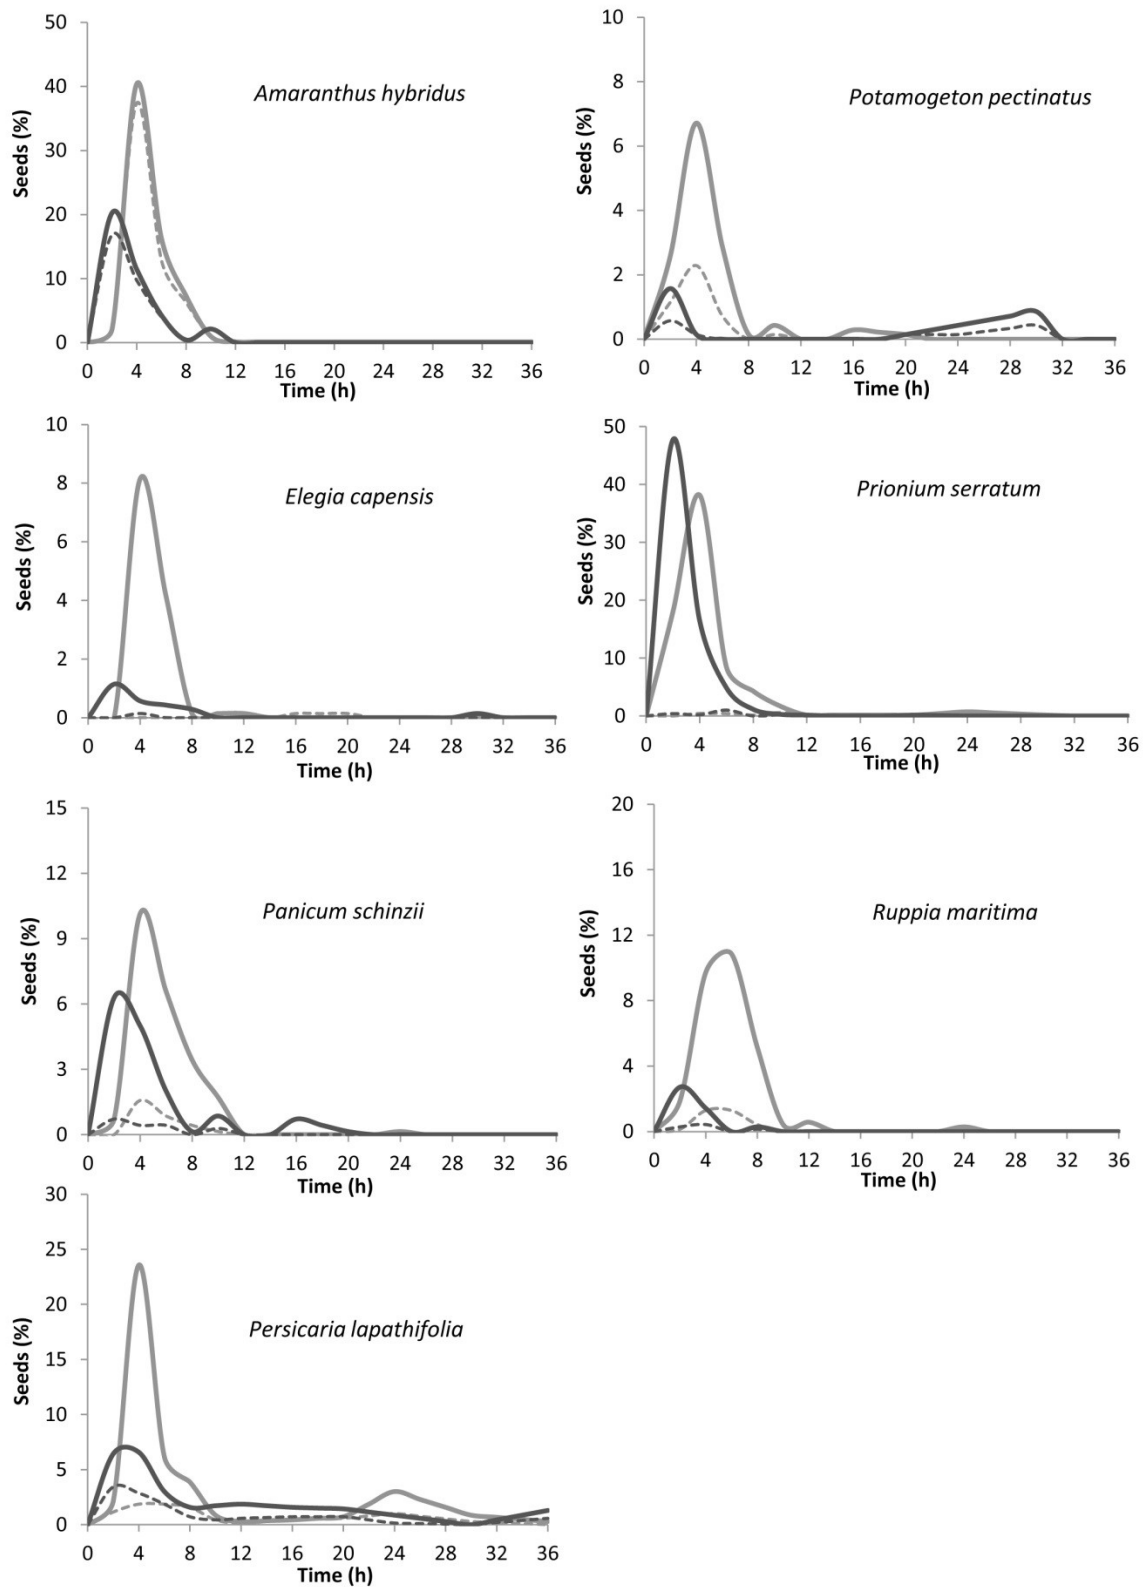 Amaranthus hybridus
Seeds (%)
50
40
30
20
10
0
0 4 8 12 16 20 24 28 32 36
Time (h)
Potamogeton pectinatus
Seeds (%)
10
8
6
4
2
0
0 4 8 12 16 20 24 28 32 36
Time (h)
Elegia capensis
Seeds (%)
10
8
6
4
2
0
0 4 8 12 16 20 24 28 32 36
Time (h)
Prionium serratum
Seeds (%)
50
40
30
20
10
0
0 4 8 12 16 20 24 28 32 36
Time (h)
Panicum schinzii
Seeds (%)
15
12
9
6
3
0
0 4 8 12 16 20 24 28 32 36
Time (h)
Ruppia maritima
Seeds (%)
20
16
12
8
4
0
0 4 8 12 16 20 24 28 32 36
Time (h)
Persicaria lapathifolia
Seeds (%)
30
25
20
15
10
5
0
0 4 8 12 16 20 24 28 32 36
Time (h)